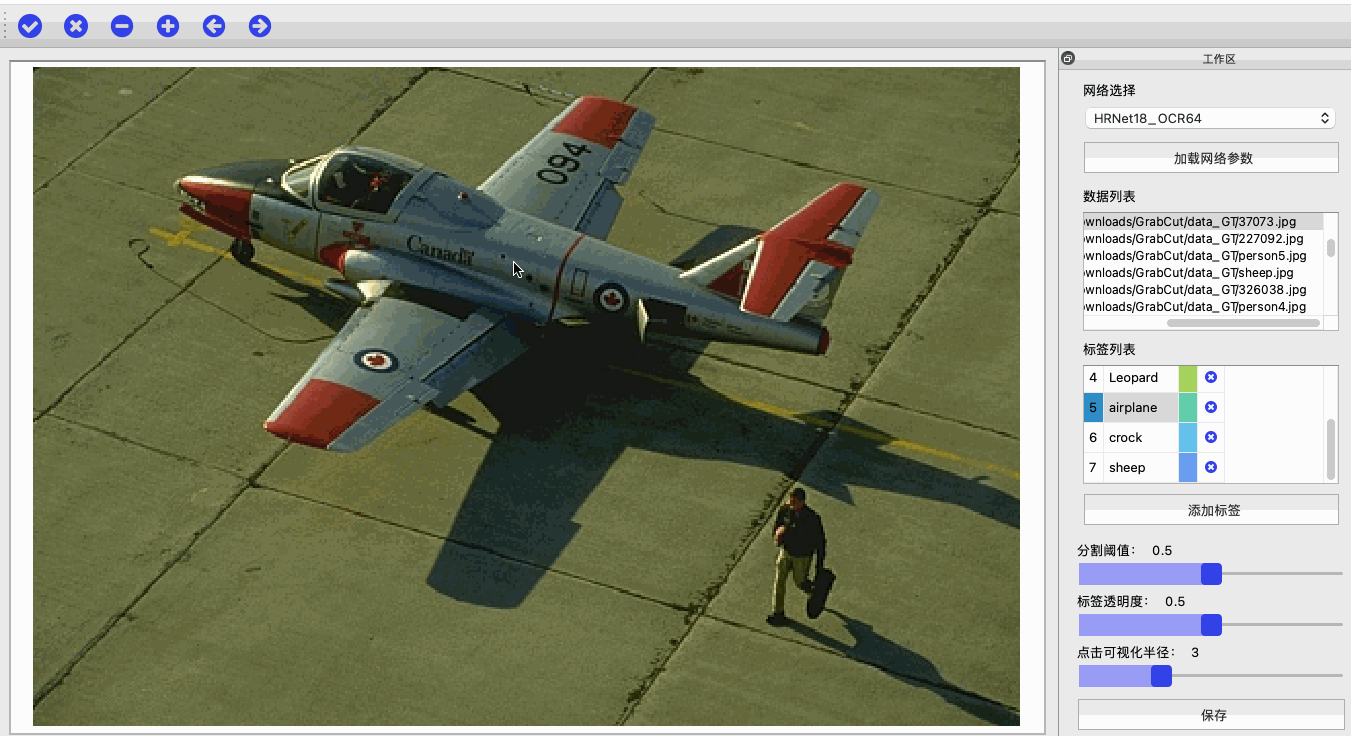 工作区
网络选择
HRNet18_OCR64
加载网络参数
数据列表
wnloads/GrabCut/data_GT/37073.jpg
wnloads/GrabCut/data_GT/227092.jpg
wnloads/GrabCut/data_GT/person5.jpg
wnloads/GrabCut/data_GT/sheep.jpg
wnloads/GrabCut/data_GT/326038.jpg
wnloads/GrabCut/data_GT/person4.jpg
标签列表
4 Leopard
5 airplane
6 crock
7 sheep
添加标签
分割阈值： 0.5
标签透明度： 0.5
点击可视化半径： 3
保存
094
Canada